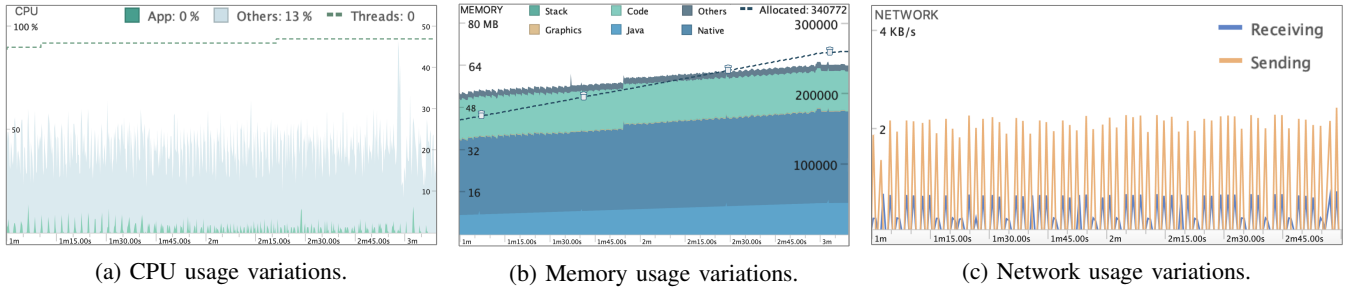 CPU
App: 0 %
Others: 13 %
Threads: 0
100 %
50
50
40
30
20
10
1m
1m15.00s
1m30.00s
1m45.00s
2m
2m15.00s
2m30.00s
2m45.00s
3m
(a) CPU usage variations.
MEMORY
Stack
Code
Others
Allocated: 340772
80 MB
Graphics
Java
Native
300000
64
200000
48
32
100000
16
1m
1m15.00s
1m30.00s
1m45.00s
2m
2m15.00s
2m30.00s
2m45.00s
3m
(b) Memory usage variations.
NETWORK
4 KB/s
Receiving
Sending
2
1m
1m15.00s
1m30.00s
1m45.00s
2m
2m15.00s
2m30.00s
2m45.00s
(c) Network usage variations.